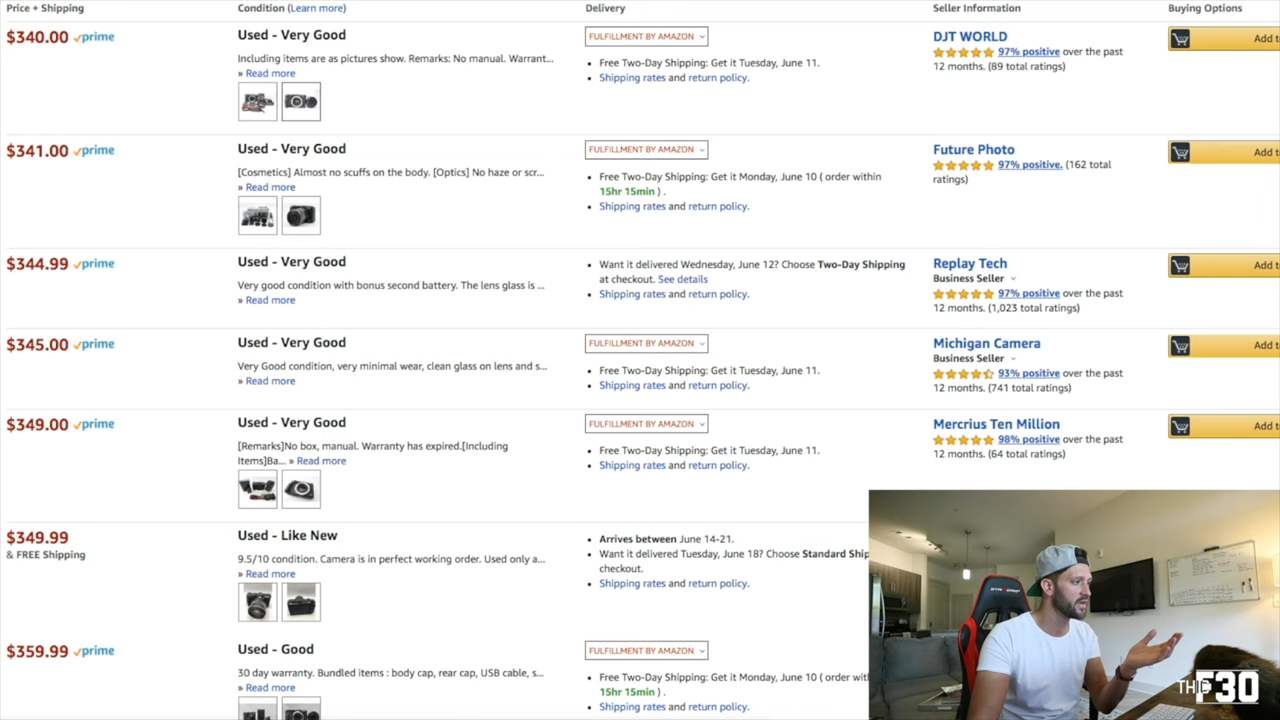 Price + Shipping
Condition (Learn more)
Delivery
Seller Information
Buying Options
$340.00 prime
Used - Very Good
Including items are as pictures show. Remarks: No manual. Warrant...
» Read more
FULFILLMENT BY AMAZON
Free Two-Day Shipping: Get it Tuesday, June 11.
Shipping rates and return policy.
DJT WORLD
97% positive over the past
12 months. (89 total ratings)
Add t
$341.00 prime
Used - Very Good
[Cosmetics] Almost no scuffs on the body. [Optics] No haze or scr...
» Read more
FULFILLMENT BY AMAZON
Free Two-Day Shipping: Get it Monday, June 10 ( order within
15hr 15min ) .
Shipping rates and return policy.
Future Photo
97% positive. (162 total
ratings)
Add t
$344.99 prime
Used - Very Good
Very good condition with bonus second battery. The lens glass is ...
» Read more
Want it delivered Wednesday, June 12? Choose Two-Day Shipping
at checkout. See details
Shipping rates and return policy.
Replay Tech
Business Seller
97% positive over the past
12 months. (1,023 total ratings)
Add t
$345.00 prime
Used - Very Good
Very Good condition, very minimal wear, clean glass on lens and s...
» Read more
FULFILLMENT BY AMAZON
Free Two-Day Shipping: Get it Tuesday, June 11.
Shipping rates and return policy.
Michigan Camera
Business Seller
93% positive over the past
12 months. (741 total ratings)
Add t
$349.00 prime
Used - Very Good
[Remarks]No box, manual. Warranty has expired.[Including
Items]Ba... » Read more
FULFILLMENT BY AMAZON
Free Two-Day Shipping: Get it Tuesday, June 11.
Shipping rates and return policy.
Mercrius Ten Million
98% positive over the past
12 months. (64 total ratings)
Add t
$349.99
& FREE Shipping
Used - Like New
9.5/10 condition. Camera is in perfect working order. Used only a...
» Read more
Arrives between June 14-21.
Want it delivered Tuesday, June 18? Choose Standard Ship
checkout.
Shipping rates and return policy.
$359.99 prime
Used - Good
30 day warranty. Bundled items : body cap, rear cap, USB cable, s...
» Read more
FULFILLMENT BY AMAZON
Free Two-Day Shipping: Get it Monday, June 10 ( order wit
15hr 15min ) .
Shipping rates and return policy.
F30